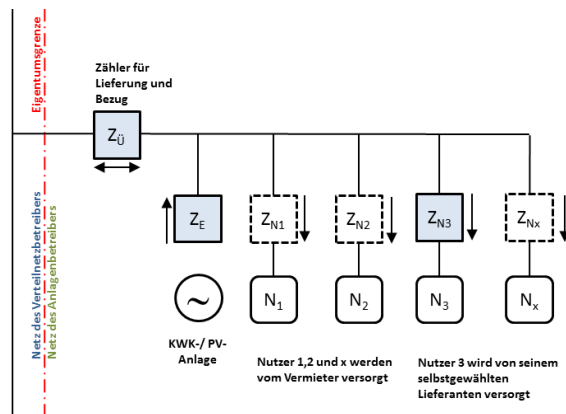 Eigentumsgrenze
Zähler für
Lieferung und
Bezug
ZÜ
ZE
ZN1
ZN2
ZN3
ZNx
Netz des Verteilnetzbetreibers
Netz des Anlagenbetreibers
~
N1
N2
N3
Nx
KWK-/ PV-
Anlage
Nutzer 1,2 und x werden
vom Vermieter versorgt
Nutzer 3 wird von seinem
selbstgewählten
Lieferanten versorgt